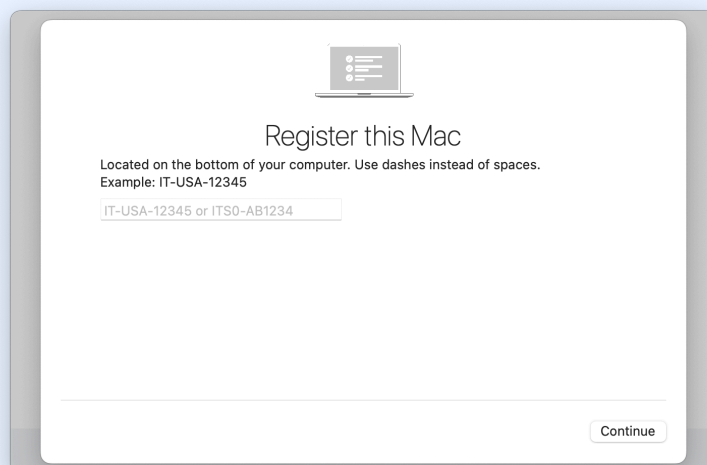 Register this Mac
Located on the bottom of your computer. Use dashes instead of spaces.
Example: IT-USA-12345
IT-USA-12345 or ITS0-AB1234
Continue